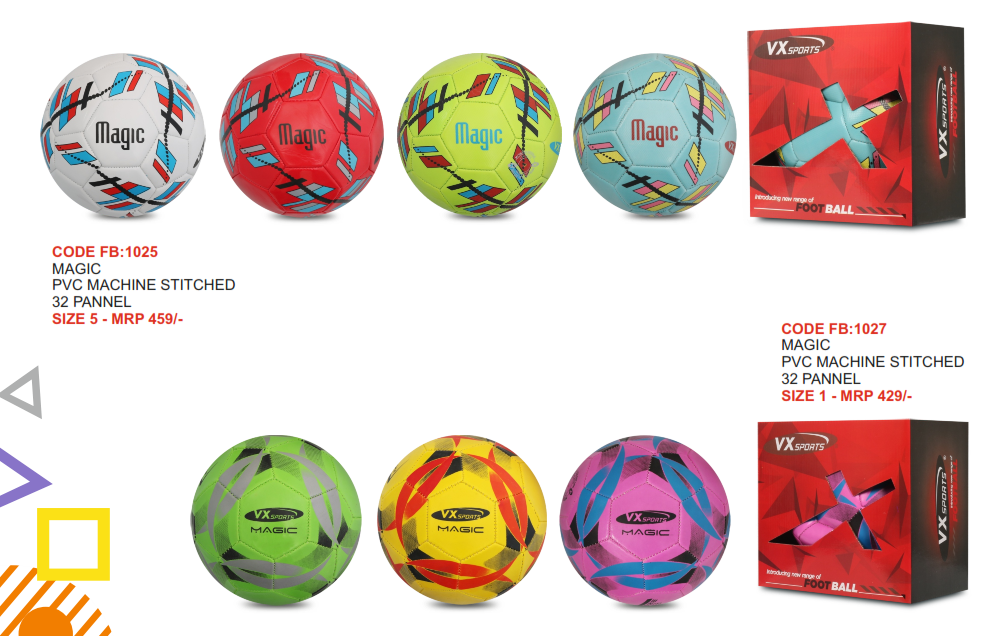 Magic
Magic
Magic
Magic
VX SPORTS
VX SPORTS
Introducing new range of
FOOTBALL
CODE FB:1025
MAGIC
PVC MACHINE STITCHED
32 PANNEL
SIZE 5 - MRP 459/-
CODE FB:1027
MAGIC
PVC MACHINE STITCHED
32 PANNEL
SIZE 1 - MRP 429/-
VX SPORTS
MAGIC
VX SPORTS
MAGIC
VX SPORTS
MAGIC
VX SPORTS
VX SPORTS
Introducing new range of
FOOTBALL